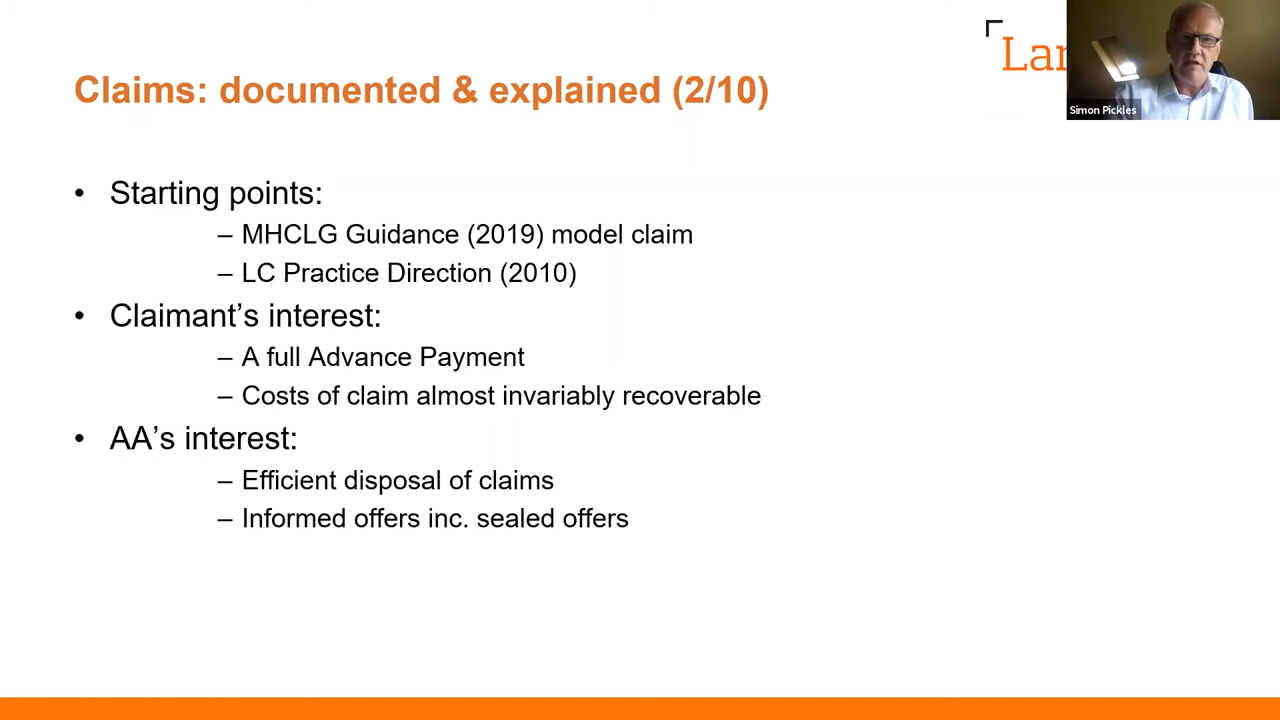 Claims: documented & explained (2/10)
Lan
Simon Pickles
• Starting points:
– MHCLG Guidance (2019) model claim
– LC Practice Direction (2010)
• Claimant’s interest:
– A full Advance Payment
– Costs of claim almost invariably recoverable
• AA’s interest:
– Efficient disposal of claims
– Informed offers inc. sealed offers